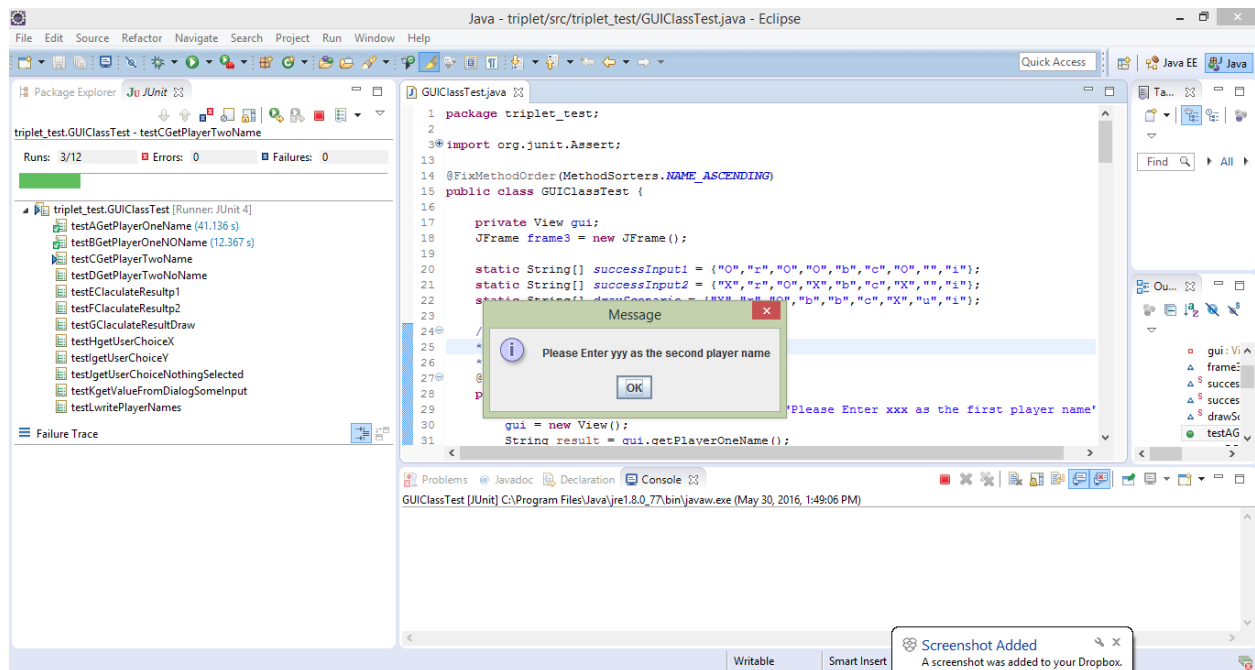 Java - triplet/src/triplet_test/GUIClassTest.java - Eclipse
File Edit Source Refactor Navigate Search Project Run Window Help
Quick Access
Java EE
Java
Package Explorer
JUnit
triplet_test.GUIClassTest - testCGetPlayerTwoName
Runs: 3/12
Errors: 0
Failures: 0
triplet_test.GUIClassTest [Runner: JUnit 4]
testAGetPlayerOneName (41.136 s)
testBGetPlayerOneNOName (12.367 s)
testCGetPlayerTwoName
testDGetPlayerTwoNoName
testEClaculateResultp1
testFClaculateResultp2
testGClaculateResultDraw
testHgetUserChoiceX
testIgetUserChoiceY
testJgetUserChoiceNothingSelected
testKgetValueFromDialogSomeInput
testLwritePlayerNames
Failure Trace
GUIClassTest.java
1 package triplet_test;
2
3 import org.junit.Assert;
13
14 @FixMethodOrder(MethodSorters.NAME_ASCENDING)
15 public class GUIClassTest {
16
17 private View gui;
18 JFrame frame3 = new JFrame();
19
20 static String[] successInput1 = {"O","r","O","O","b","c","O","","i"};
21 static String[] successInput2 = {"X","r","O","X","b","c","X","","i"};
22 static String[] drawScenario = {"X","r","O","b","b","c","X","u","i"};
23
24 /
25 *
26 *
27 @
28 p
29 "Please Enter xxx as the first player name"
30 gui = new View();
31 String result = gui.getPlayerOneName();
Message
Please Enter yyy as the second player name
OK
Ta...
Find
All
Ou...
gui : Vi
frame3
succes
succes
drawSc
testAG
Problems
@ Javadoc
Declaration
Console
GUIClassTest [JUnit] C:\Program Files\Java\jre1.8.0_77\bin\javaw.exe (May 30, 2016, 1:49:06 PM)
Writable
Smart Insert
Screenshot Added
A screenshot was added to your Dropbox.